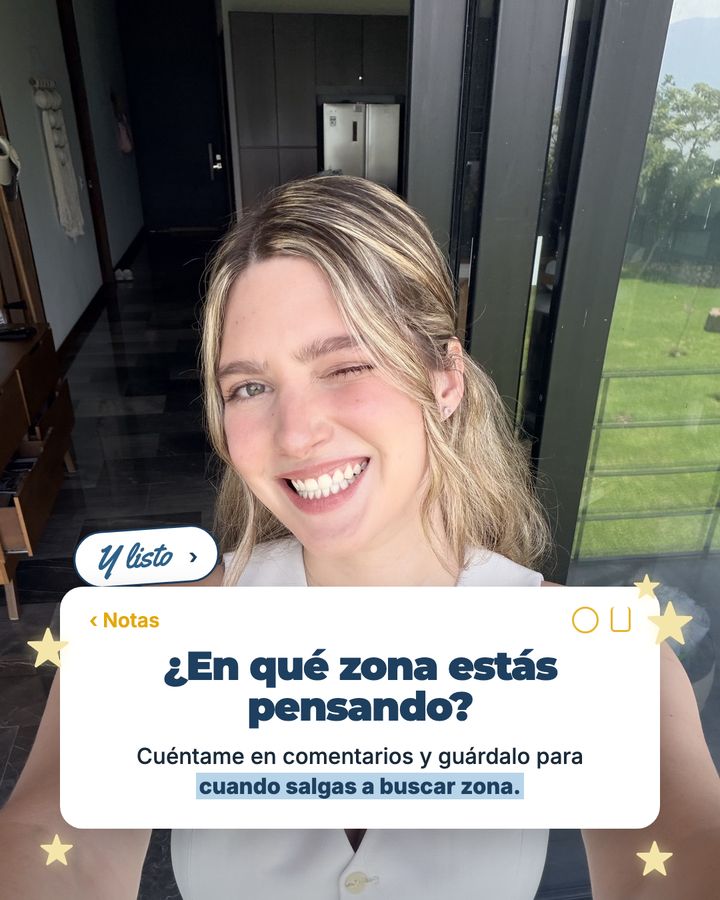 Y listo ›
‹ Notas
¿En qué zona estás
pensando?
Cuéntame en comentarios y guárdalo para
cuando salgas a buscar zona.